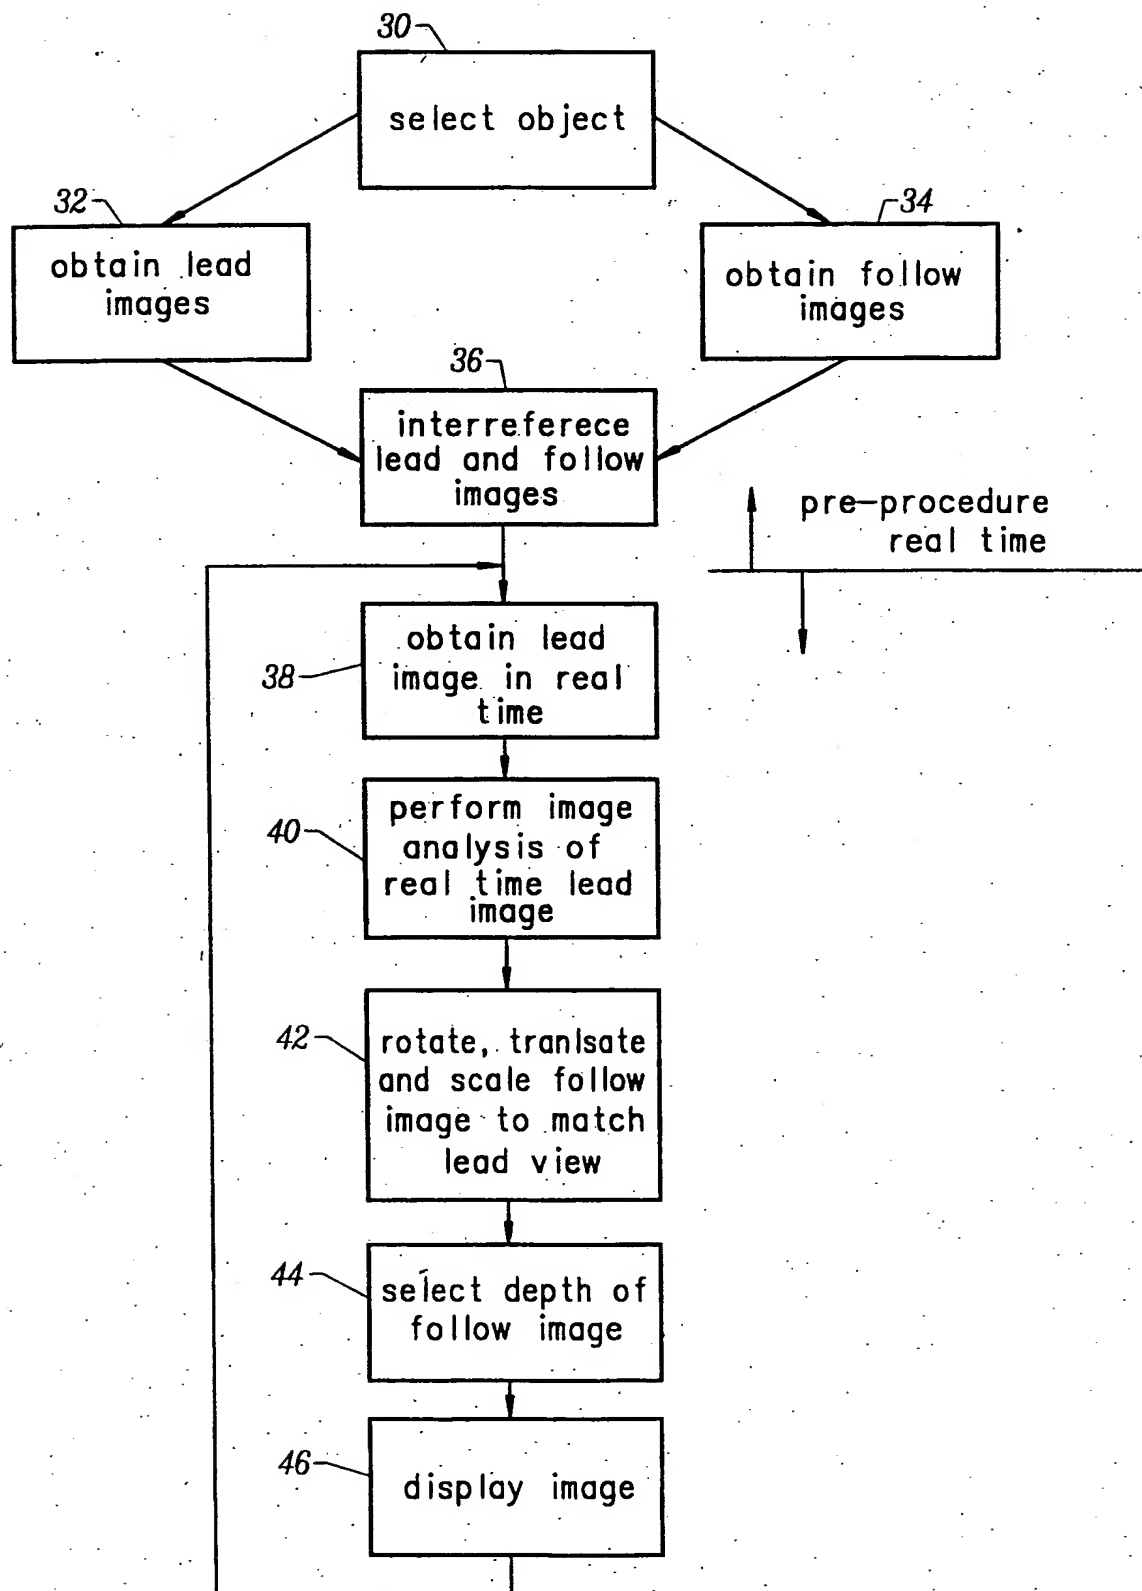 30
select object
32
obtain lead
images
34
obtain follow
images
36
interreferece
lead and follow
images
pre-procedure
real time
38
obtain lead
image in real
time
40
perform image
analysis of
real time lead
image
42
rotate, tranlsate
and scale follow
image to match
lead view
44
select depth of
follow image
46
display image